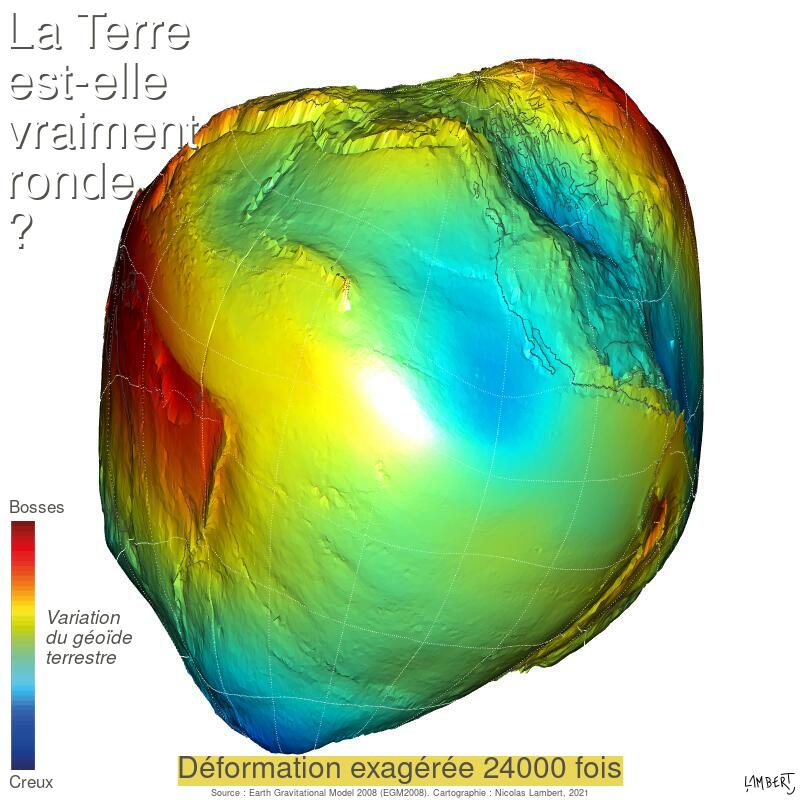 La Terre
est-elle
vraiment
ronde
?
Bosses
Variation
du géoïde
terrestre
Creux
Déformation exagérée 24000 fois
Source : Earth Gravitational Model 2008 (EGM2008). Cartographie : Nicolas Lambert, 2021
LAMBERT